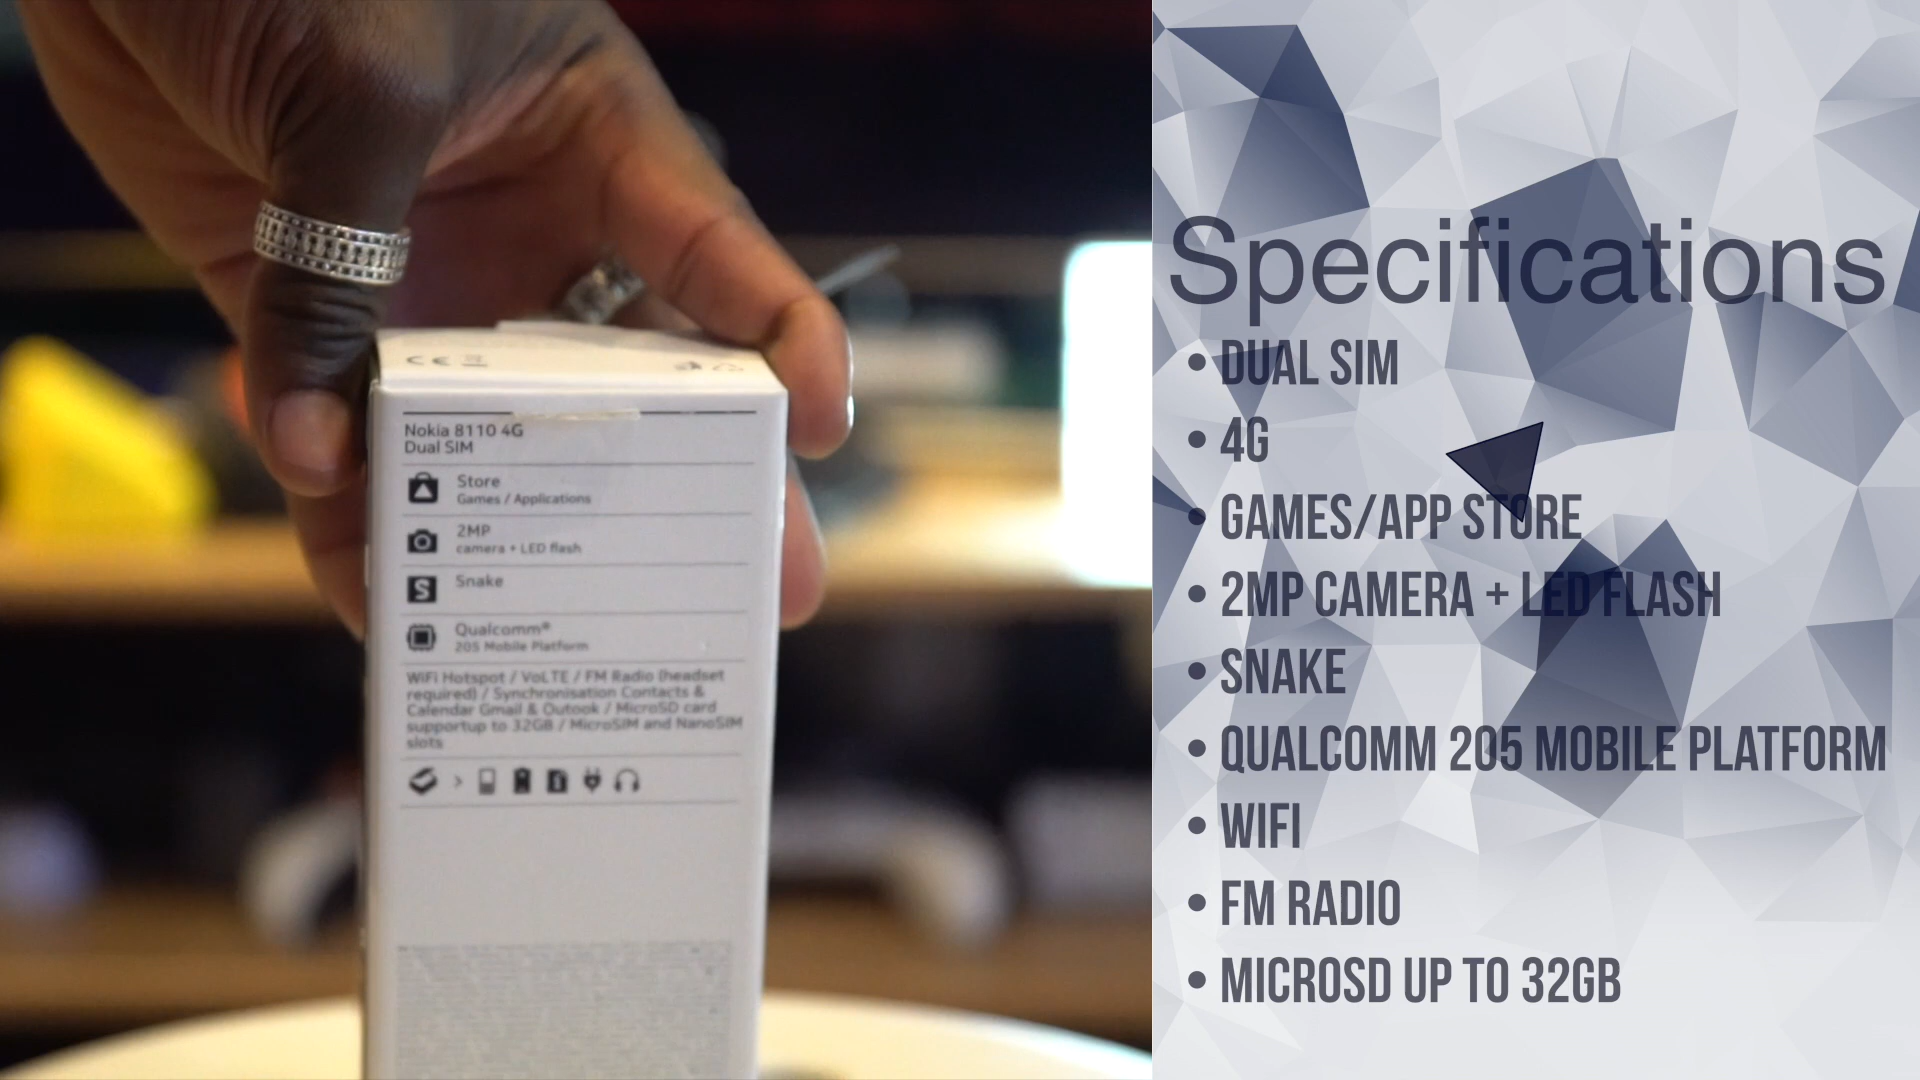 Nokia 8110 4G
Dual SIM
Store
Games / Applications
2MP
camera + LED flash
Snake
Qualcomm®
205 Mobile Platform
WiFi Hotspot / VoLTE / FM Radio (headset
required) / Synchronisation Contacts &
Calendar Gmail & Outook / MicroSD card
supportup to 32GB / MicroSIM and NanoSIM
slots
Specifications
• DUAL SIM
• 4G
• GAMES/APP STORE
• 2MP CAMERA + LED FLASH
• SNAKE
• QUALCOMM 205 MOBILE PLATFORM
• WIFI
• FM RADIO
• MICROSD UP TO 32GB